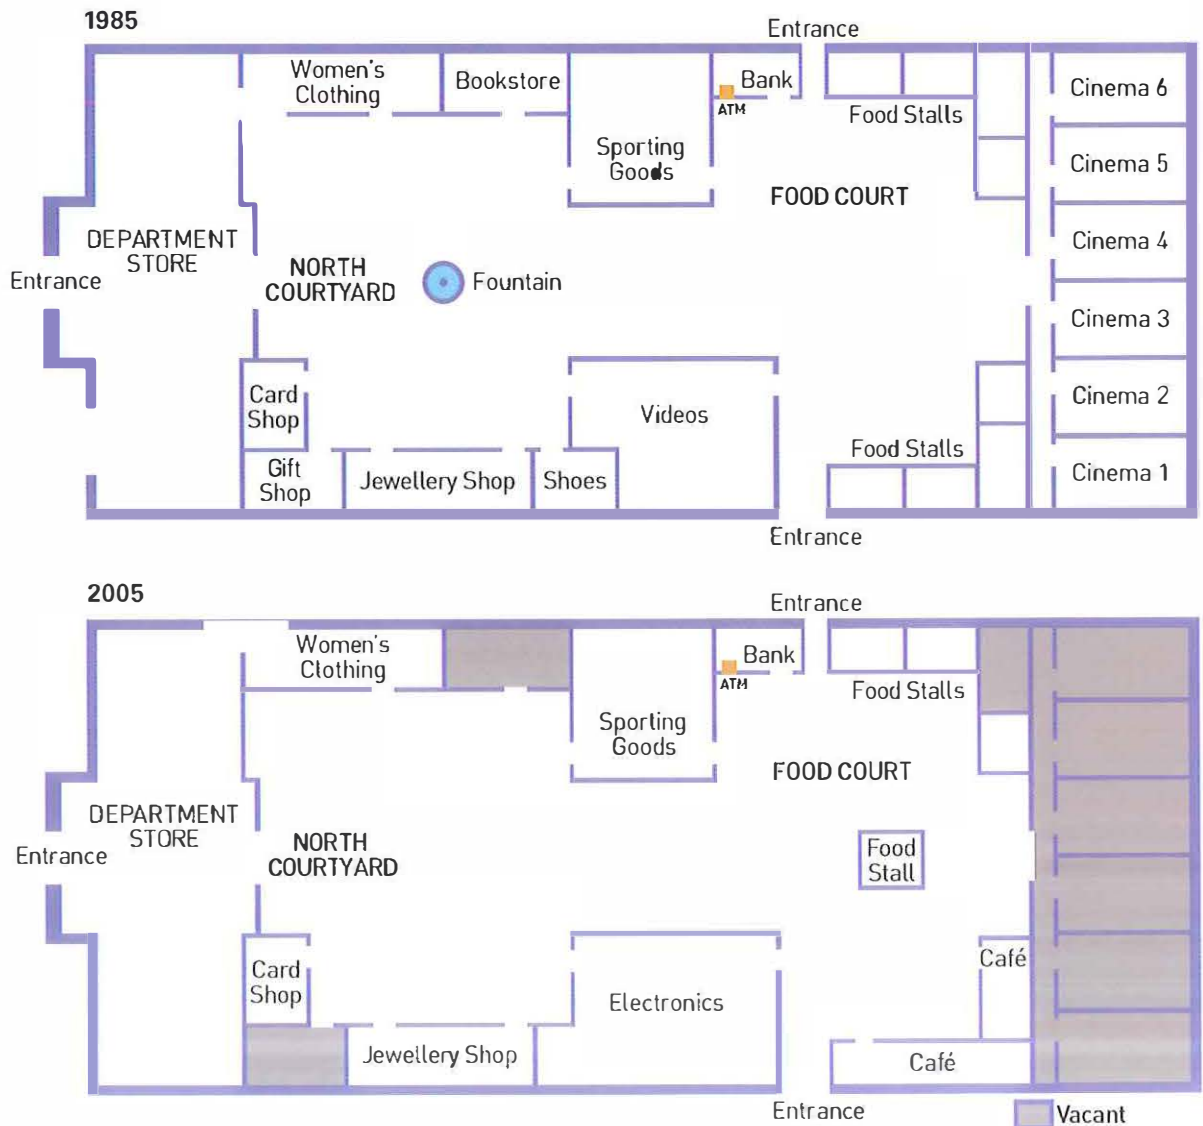 1985
Entrance
Women's
Clothing
Bookstore
Bank
ATM
Food Stalls
Cinema 6
Sporting
Goods
Cinema 5
FOOD COURT
DEPARTMENT
STORE
Cinema 4
Entrance
NORTH
COURTYARD
Fountain
Cinema 3
Card
Shop
Videos
Cinema 2
Food Stalls
Gift
Shop
Jewellery Shop
Shoes
Cinema 1
Entrance
2005
Entrance
Women's
Clothing
Bank
ATM
Food Stalls
Sporting
Goods
FOOD COURT
DEPARTMENT
STORE
Entrance
NORTH
COURTYARD
Food
Stall
Card
Shop
Café
Electronics
Jewellery Shop
Café
Entrance
Vacant